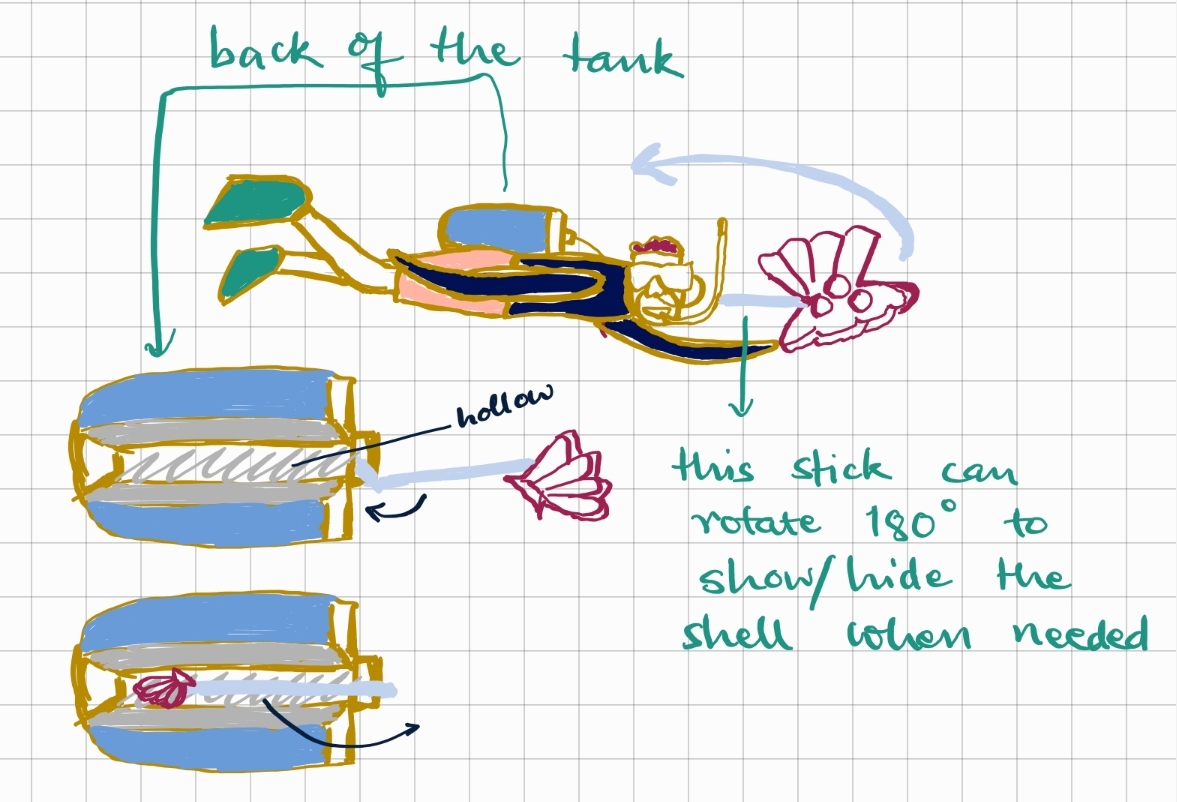 back of the tank
hollow
this stick can
rotate 180° to
show/hide the
shell when needed